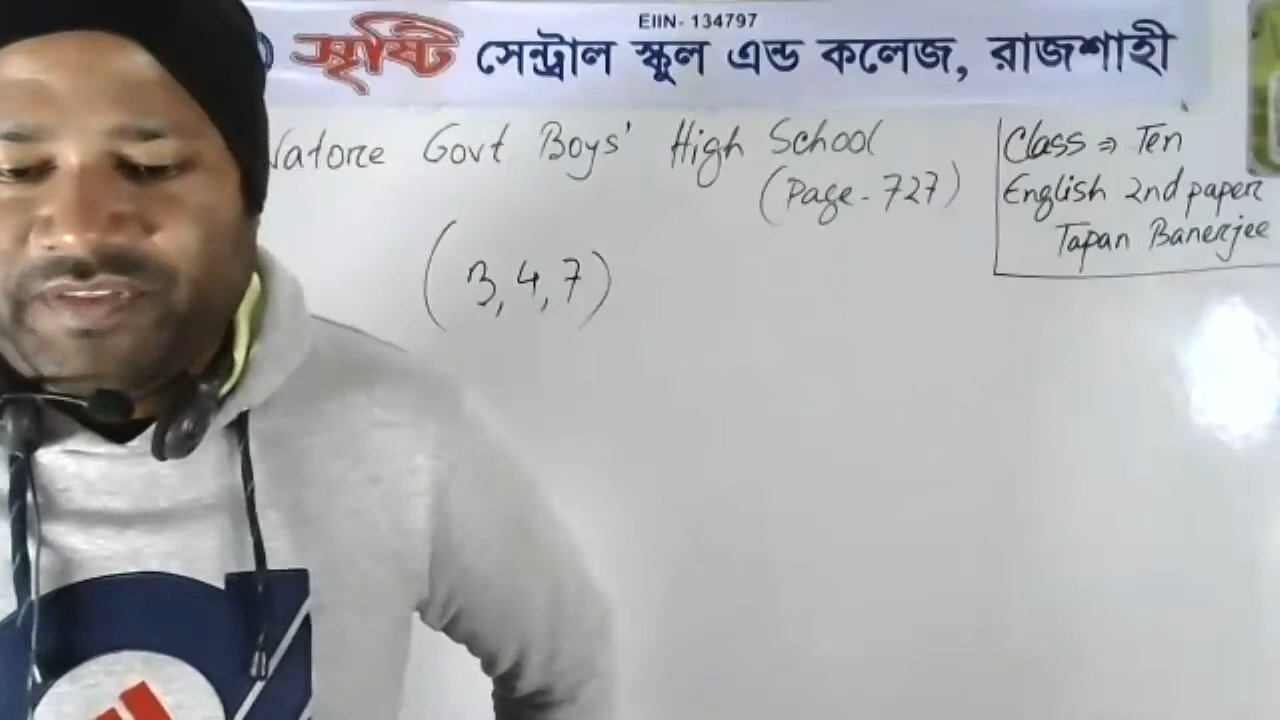 EIIN- 134797
সৃষ্টি সেন্ট্রাল স্কুল এন্ড কলেজ, রাজশাহী
Natore Govt Boys' High School
(Page-727)
(3,4,7)
Class ⇒ Ten
English 2nd paper
Tapan Banerjee